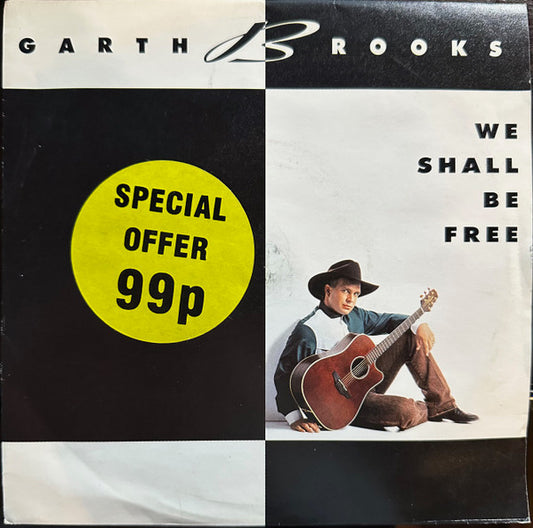 GARTH BROOKS
WE
SHALL
BE
FREE
SPECIAL
OFFER
99p